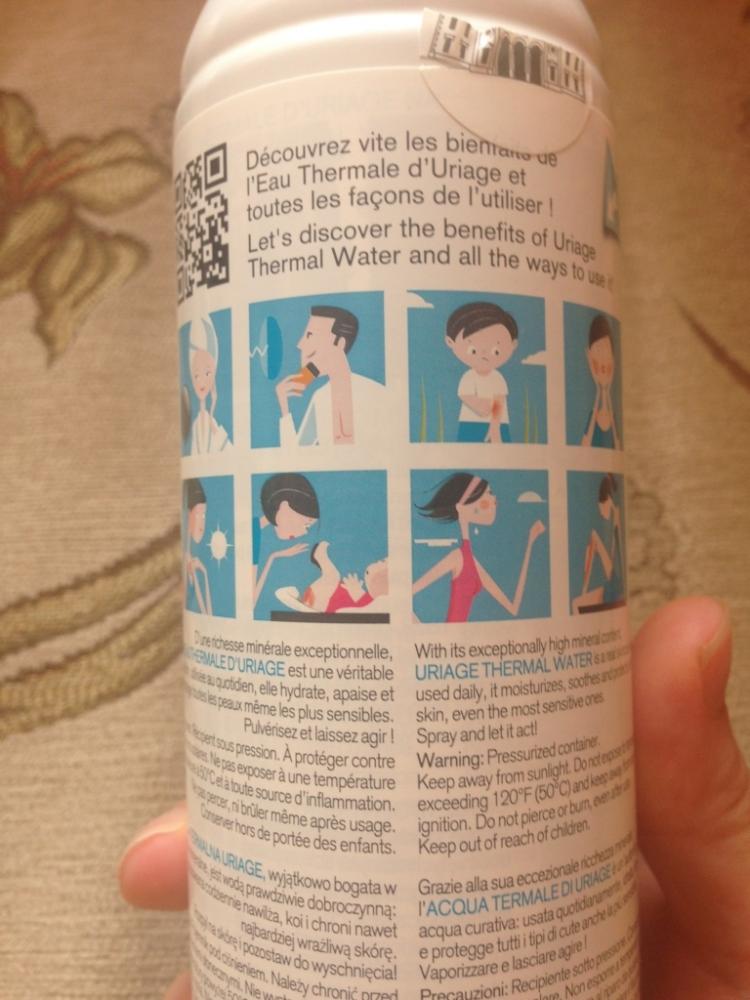 Découvrez vite les bienfaits de
l'Eau Thermale d'Uriage et
toutes les façons de l'utiliser !
Let's discover the benefits of Uriage
Thermal Water and all the ways to use it
D'une richesse minérale exceptionnelle,
THERMALE D'URIAGE est une véritable
au quotidien, elle hydrate, apaise et
toutes les peaux même les plus sensibles.
Pulvérisez et laissez agir !
Récipient sous pression. À protéger contre
Ne pas exposer à une température
à 50°C et à toute source d'inflammation.
percer, ni brûler même après usage.
Conserver hors de portée des enfants.
With its exceptionally high mineral content,
URIAGE THERMAL WATER is a
used daily, it moisturizes, soothes and
skin, even the most sensitive ones.
Spray and let it act!
Warning: Pressurized container.
Keep away from sunlight. Do not expose
exceeding 120°F (50°C) and keep away
ignition. Do not pierce or burn, even after
Keep out of reach of children.
TERMALNA URIAGE, wyjątkowo bogata w
jest wodą prawdziwie dobroczynną:
codziennie nawilża, koi i chroni nawet
najbardziej wrażliwą skórę.
na skórę i pozostaw do wyschnięcia!
pod ciśnieniem. Należy chronić przed
Grazie alla sua eccezionale ricchezza
l'ACQUA TERMALE DI URIAGE è
acqua curativa: usata quotidianamente,
e protegge tutti i tipi di cute anche la più
Vaporizzare e lasciare agire !
Precauzioni: Recipiente sotto pressione.
Non esporre a